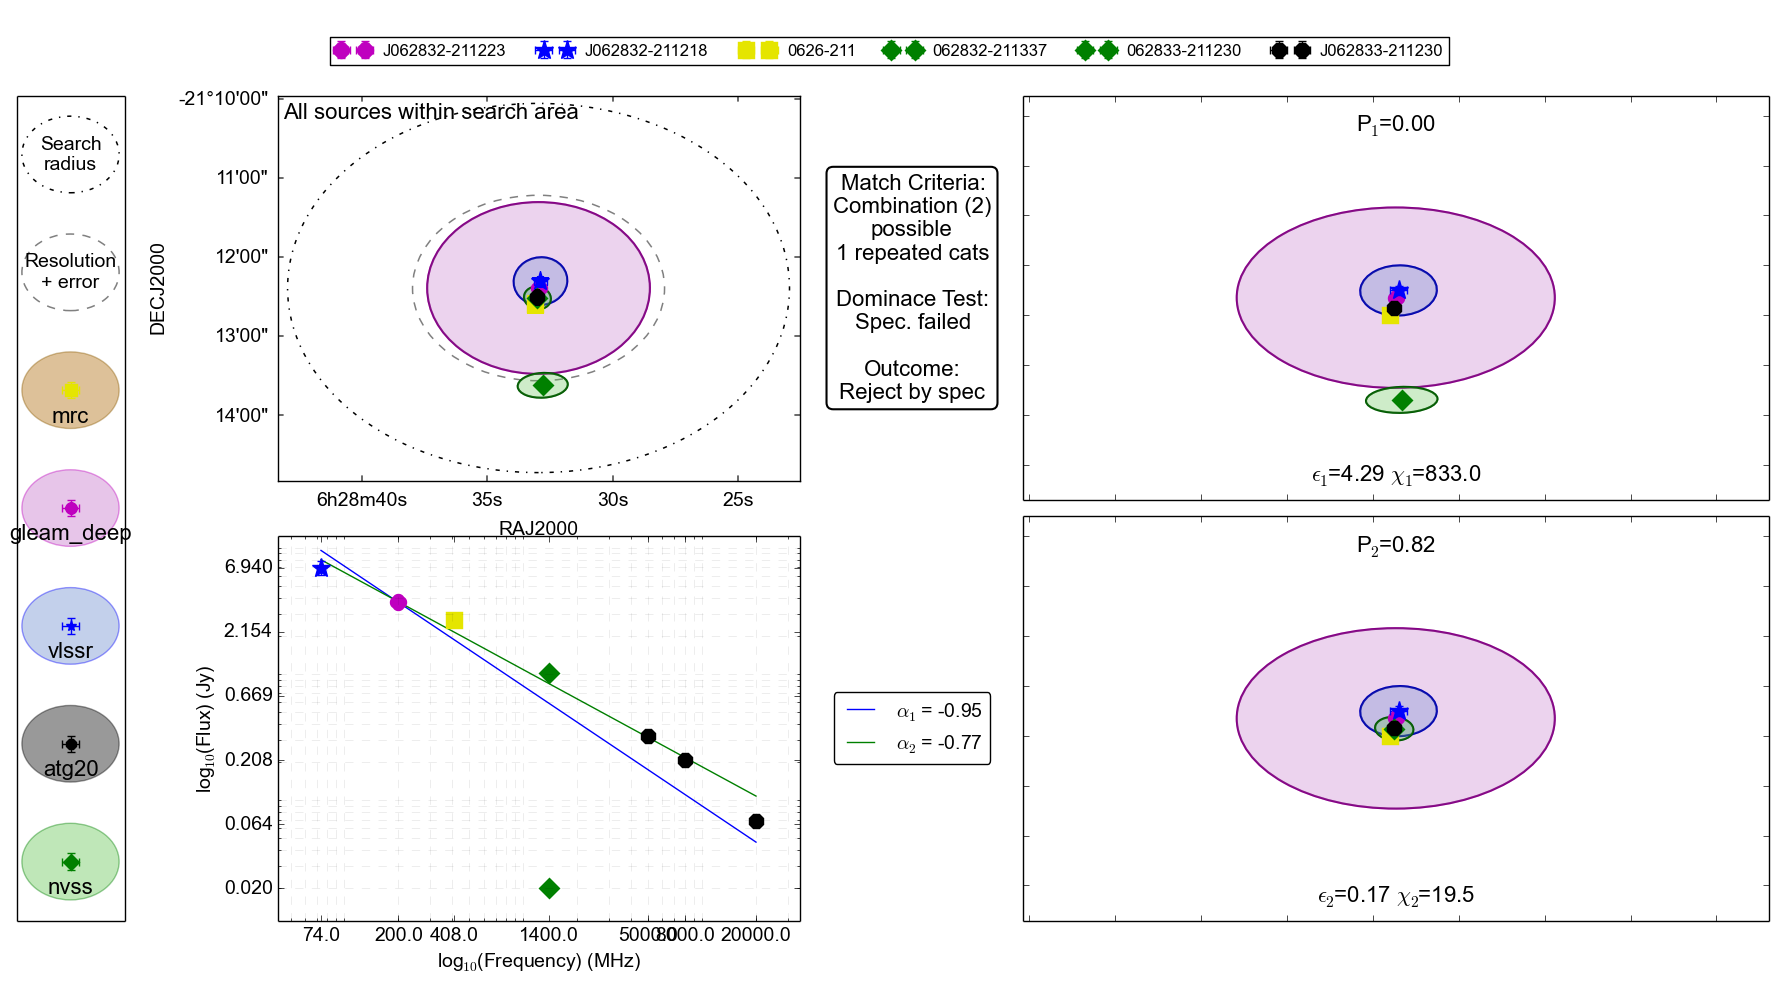 J062832-211223 J062832-211218 0626-211 062832-211337 062833-211230 J062833-211230
Search
radius
Resolution
+ error
mrc
gleam_deep
vlssr
atg20
nvss
All sources within search area
-21°10'00"
11'00"
12'00"
13'00"
14'00"
DECJ2000
6h28m40s 35s 30s 25s
RAJ2000
Match Criteria:
Combination (2)
possible
1 repeated cats
Dominace Test:
Spec. failed
Outcome:
Reject by spec
P1=0.00
ϵ1=4.29 χ1=833.0
6.940
2.154
0.669
0.208
0.064
0.020
log10(Flux) (Jy)
74.0 200.0 408.0 1400.0 5000.0 8000.0 20000.0
log10(Frequency) (MHz)
α1 = -0.95
α2 = -0.77
P2=0.82
ϵ2=0.17 χ2=19.5